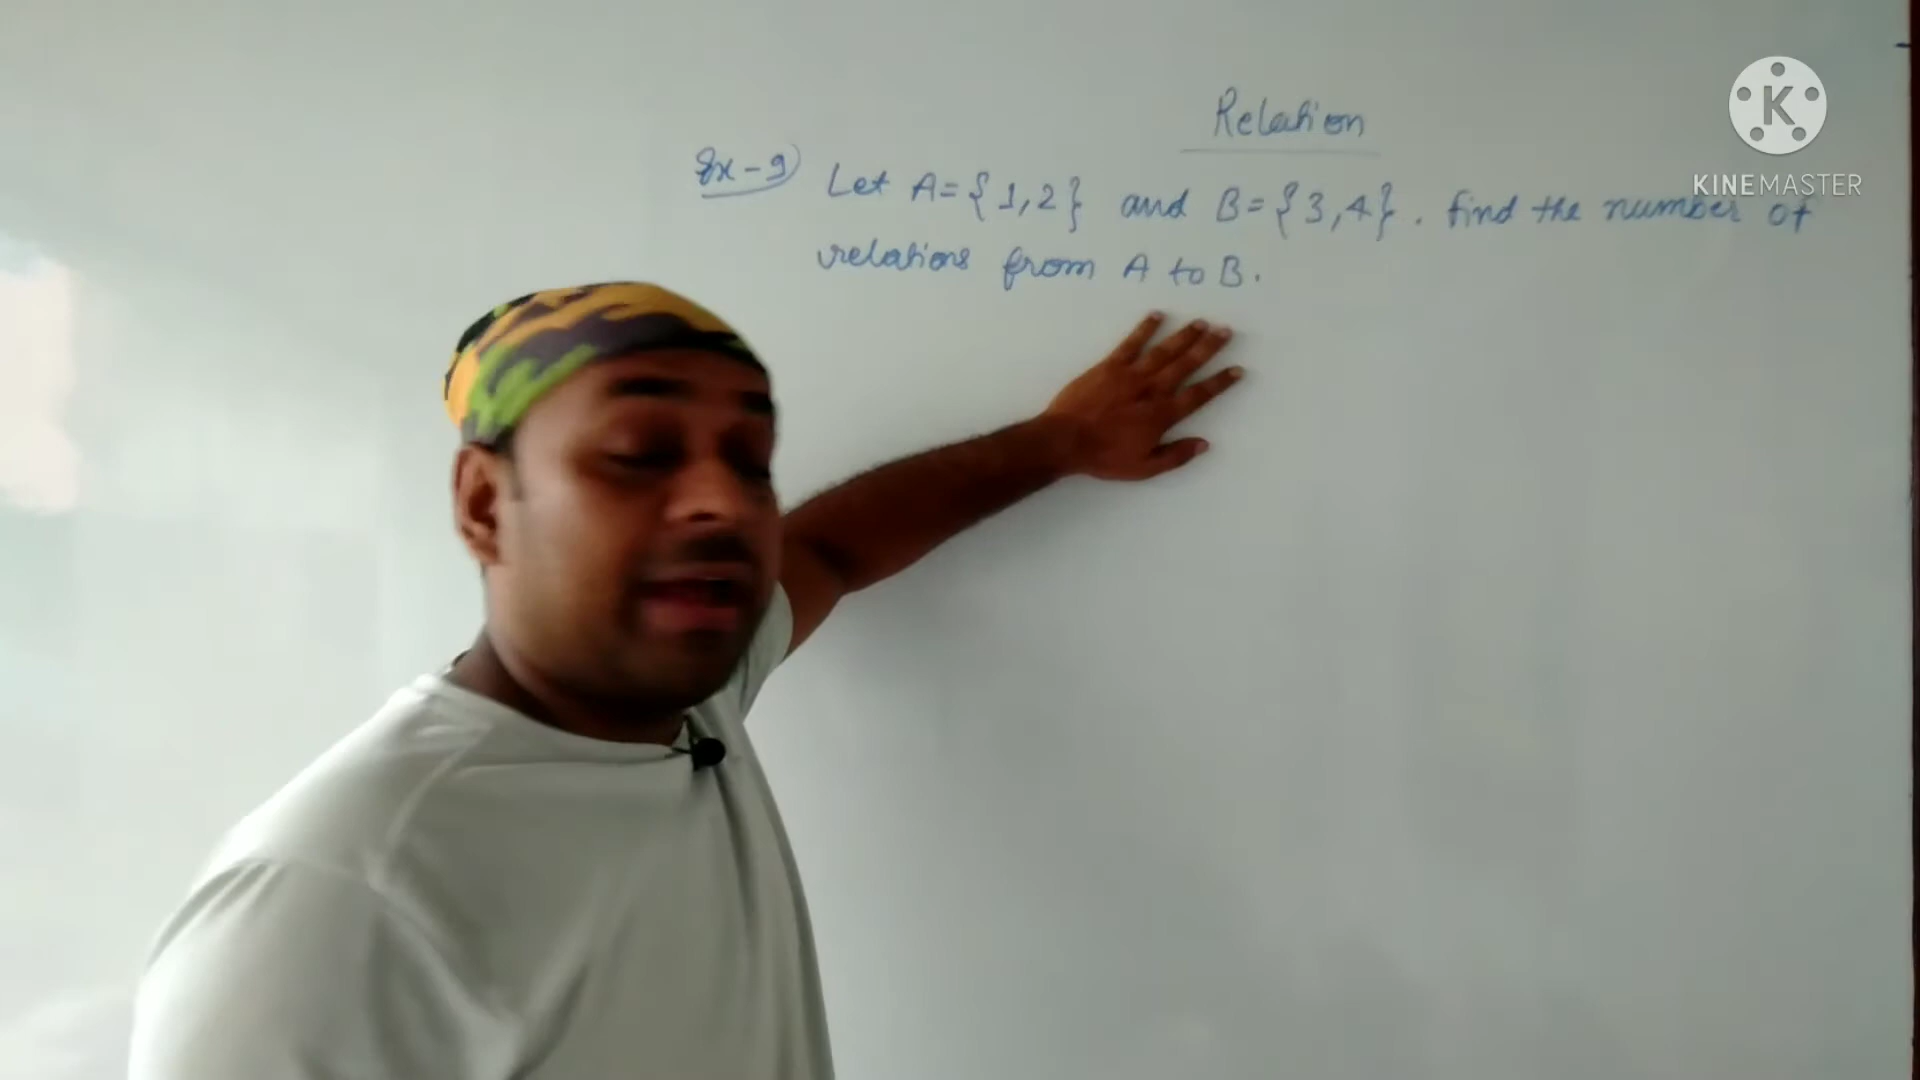 Relation
Ex-9) Let A={1,2} and B={3,4}. find the number of
relations from A to B.
K
KINEMASTER